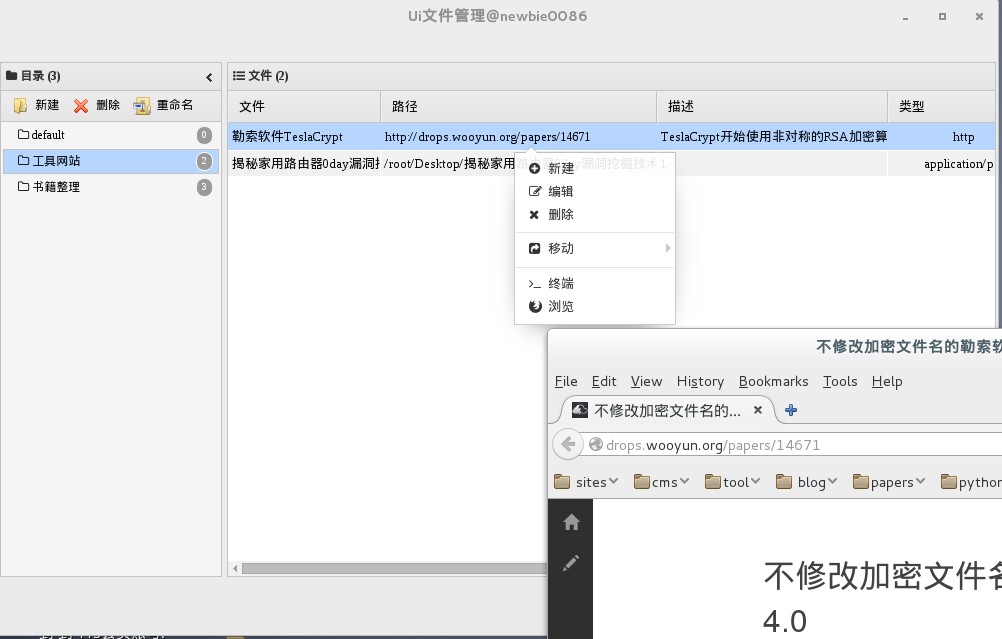 Ui文件管理@newbie0086
目录 (3)
文件 (2)
新建 删除 重命名
文件 路径 描述 类型
default 0
工具网站 2
书籍整理 3
勒索软件TeslaCrypt http://drops.wooyun.org/papers/14671 TeslaCrypt开始使用非对称的RSA加密算 http
揭秘家用路由器0day漏洞 /root/Desktop/揭秘家用路由器0day漏洞挖掘技术1 application/p
新建
编辑
删除
移动
终端
浏览
不修改加密文件名的勒索软
File Edit View History Bookmarks Tools Help
不修改加密文件名的...
drops.wooyun.org/papers/14671
sites cms tool blog papers python
不修改加密文件名
4.0